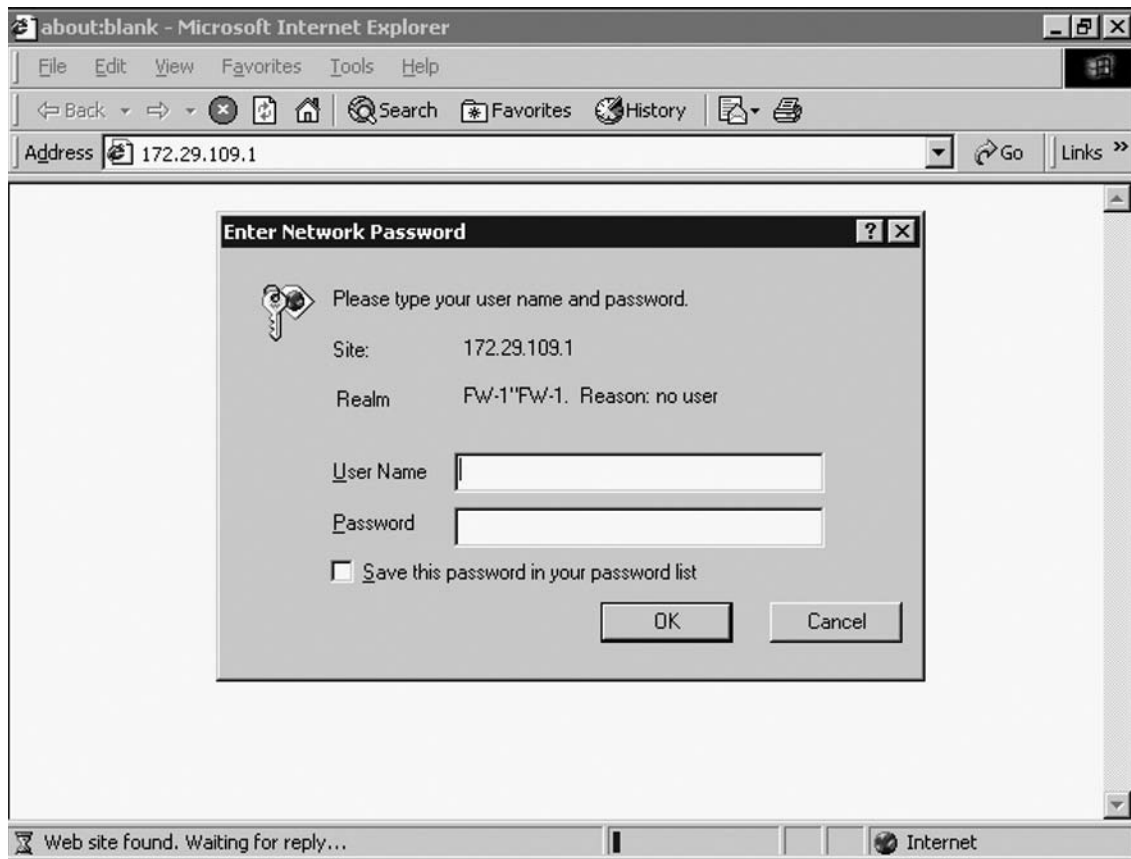 about:blank - Microsoft Internet Explorer
File Edit View Favorites Tools Help
Back Search Favorites History
Address 172.29.109.1 Go Links »
Enter Network Password ?
Please type your user name and password.
Site: 172.29.109.1
Realm FW-1"FW-1. Reason: no user
User Name
Password
Save this password in your password list
OK Cancel
Web site found. Waiting for reply... Internet